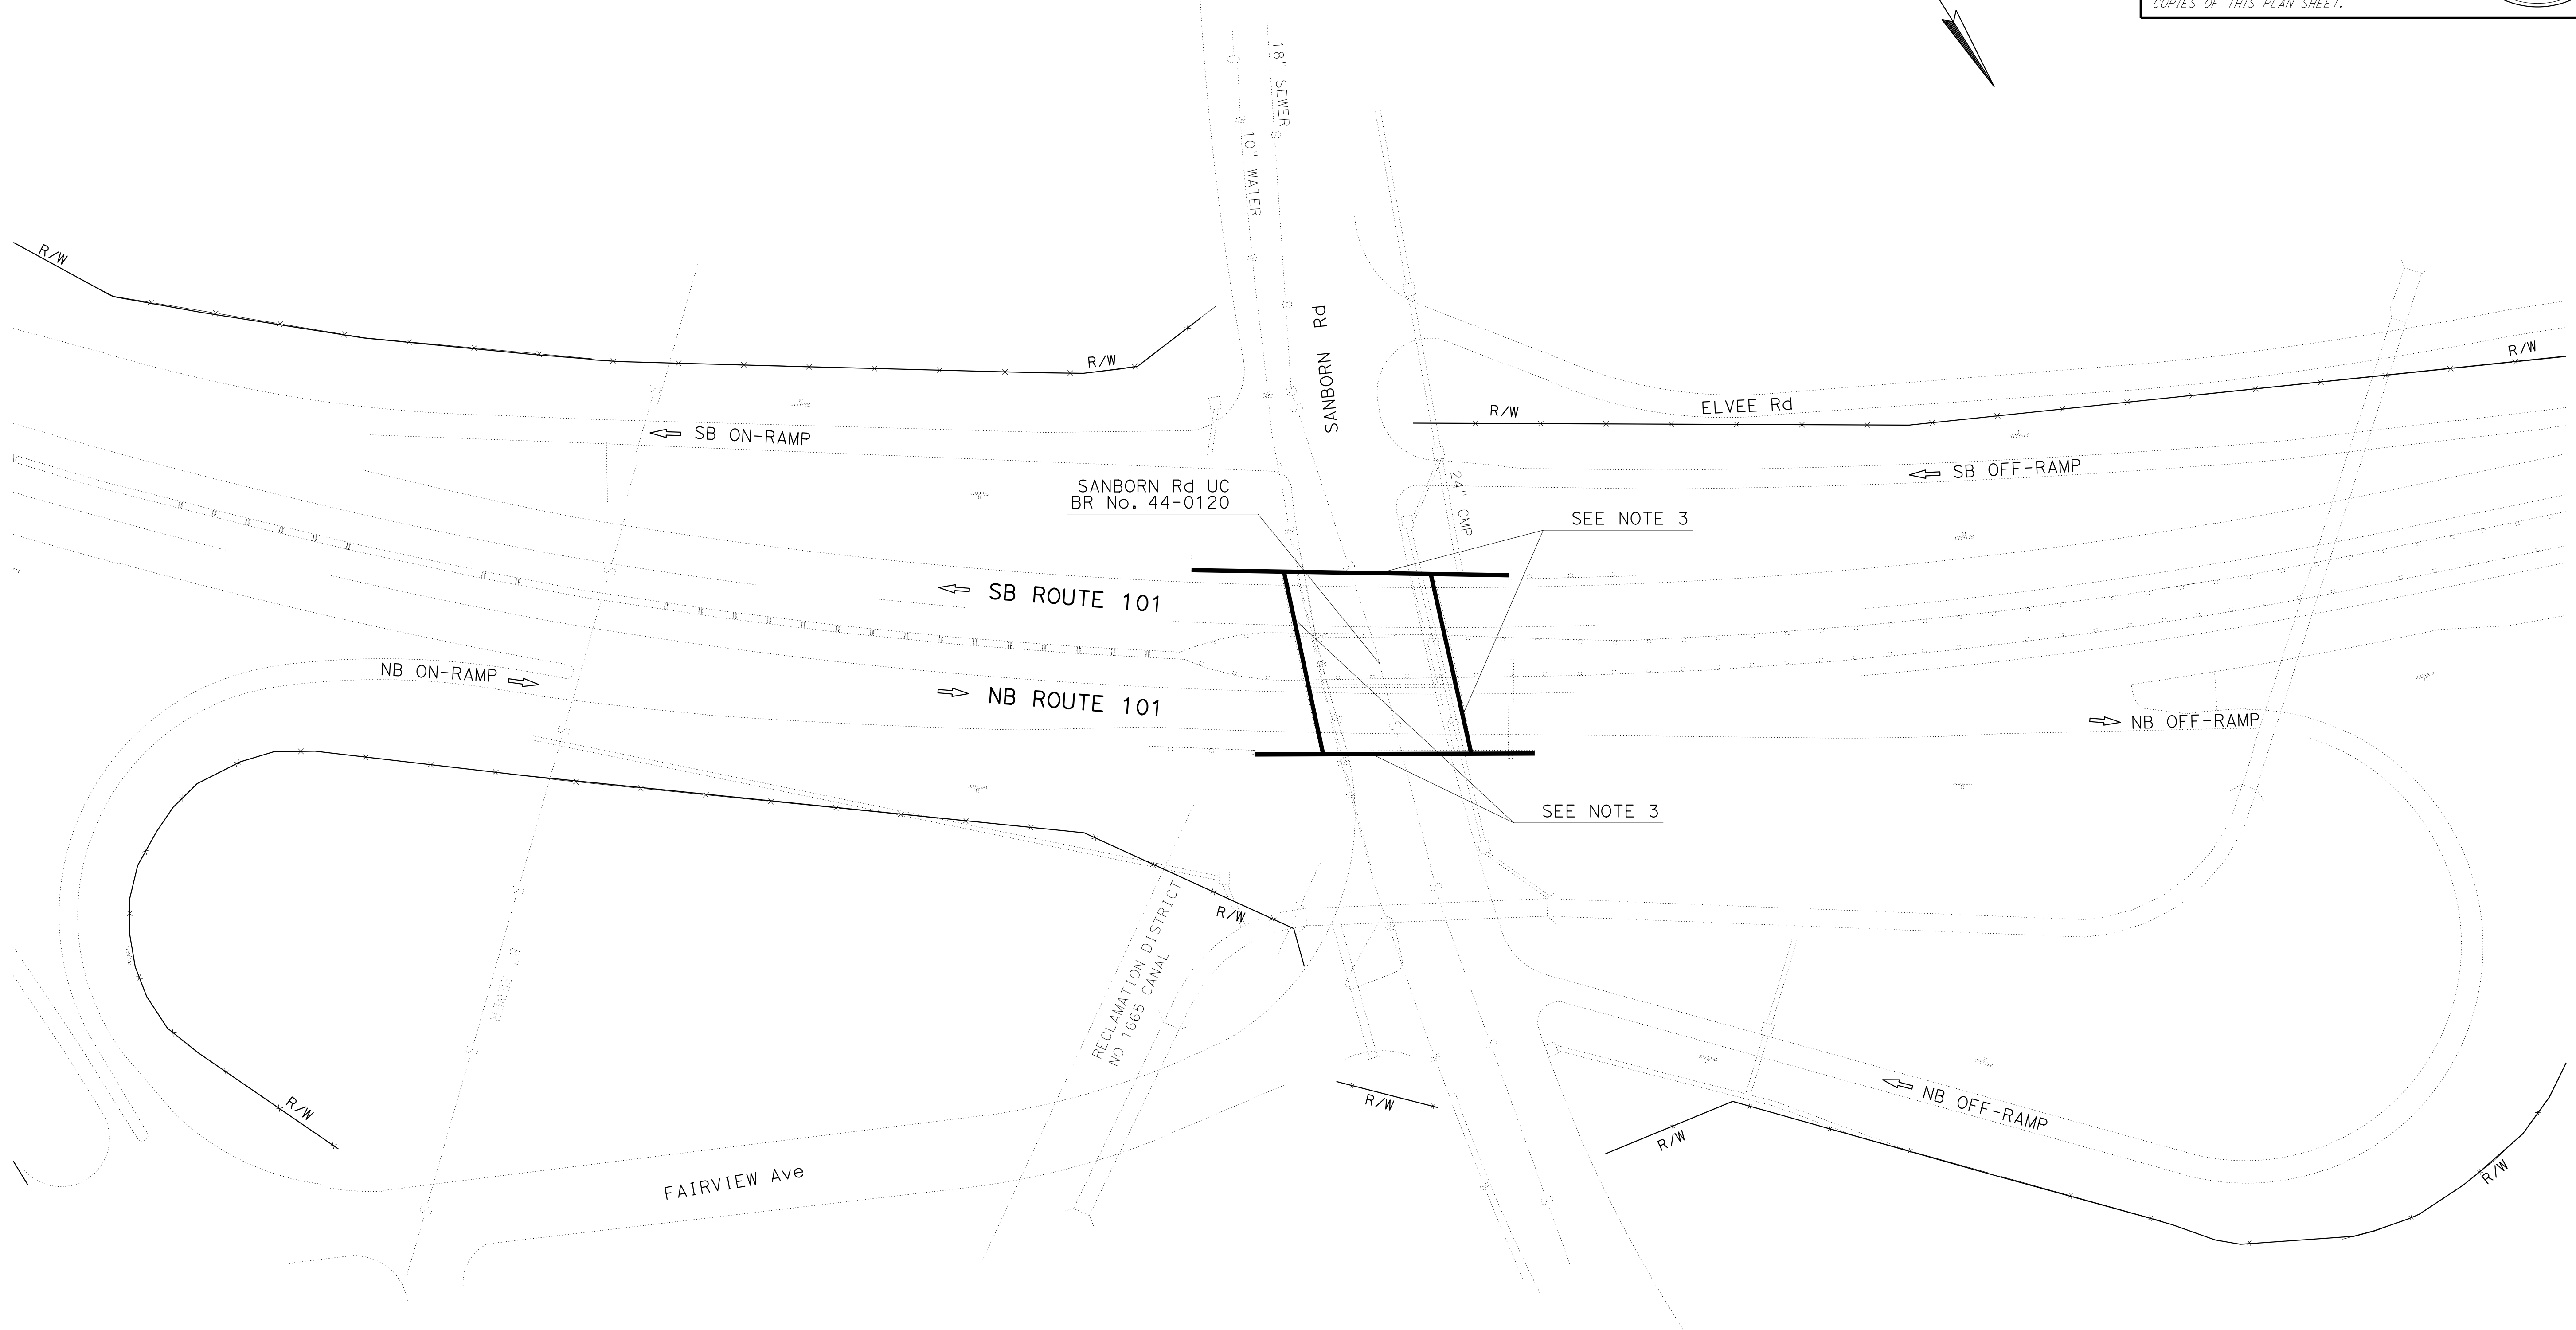 COPIES OF THIS PLAN SHEET.
18" SEWER
10" WATER
R/W
SANBORN Rd
R/W
R/W
R/W
ELVEE Rd
SB ON-RAMP
SB OFF-RAMP
24" CMP
SANBORN Rd UC
BR No. 44-0120
SEE NOTE 3
SB ROUTE 101
NB ON-RAMP
NB ROUTE 101
NB OFF-RAMP
SEE NOTE 3
R/W
RECLAMATION DISTRICT
NO 1665 CANAL
8" SEWER
R/W
R/W
NB OFF-RAMP
R/W
R/W
FAIRVIEW Ave